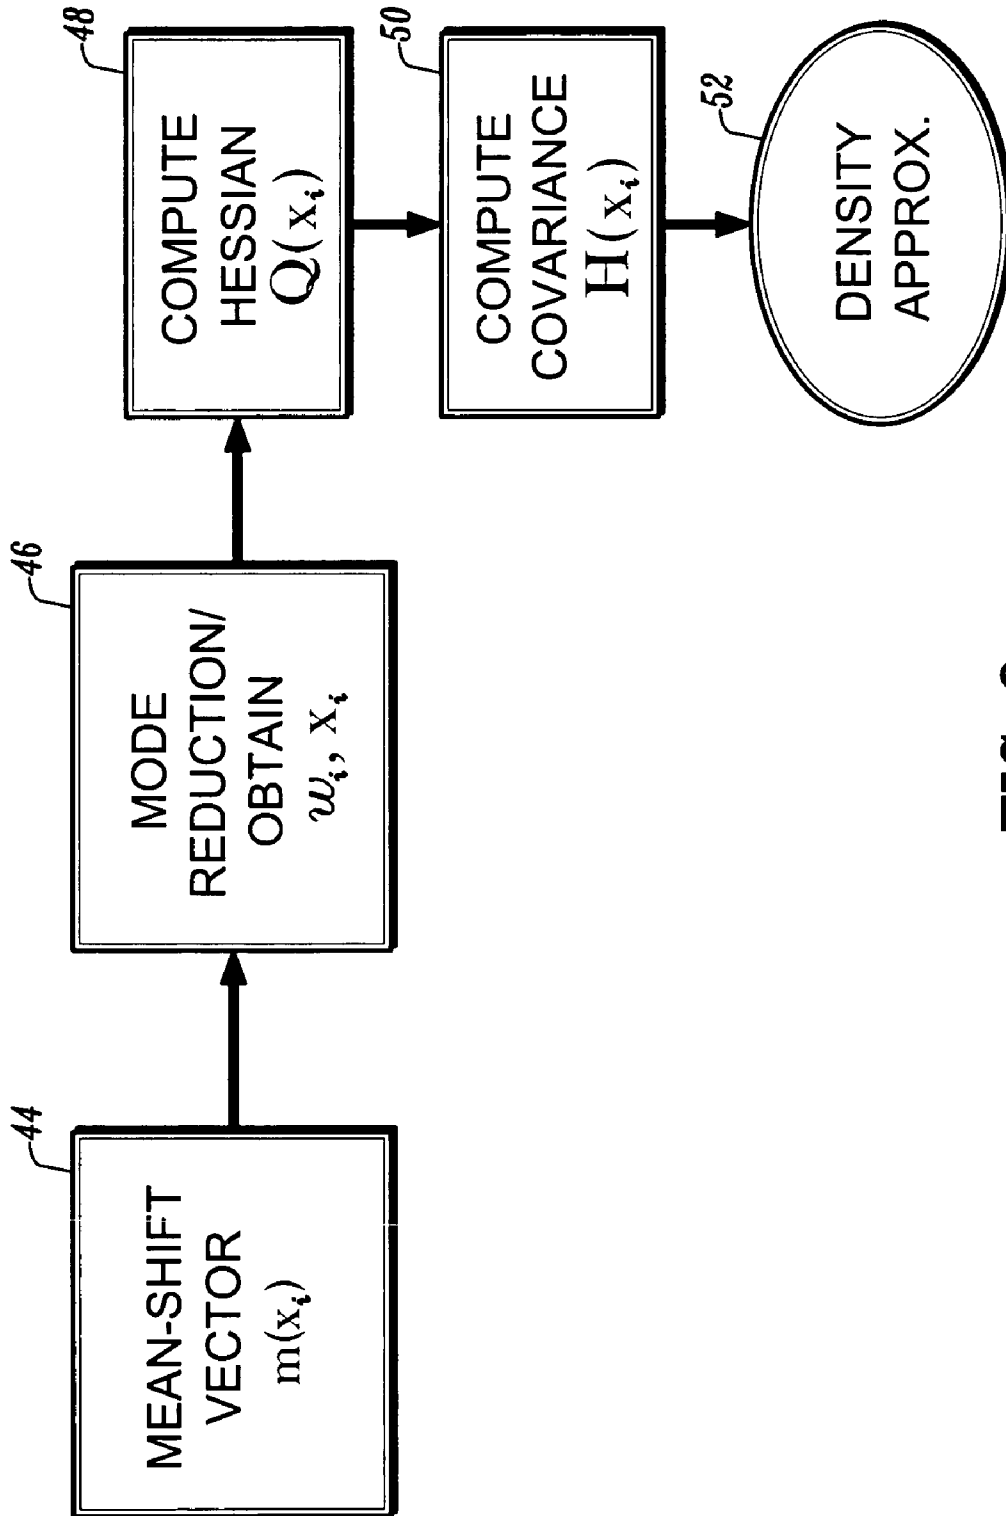 44
MEAN-SHIFT
VECTOR
m(xᵢ)
46
MODE
REDUCTION/
OBTAIN
wᵢ, xᵢ
48
COMPUTE
HESSIAN
Q(xᵢ)
50
COMPUTE
COVARIANCE
H(xᵢ)
52
DENSITY
APPROX.